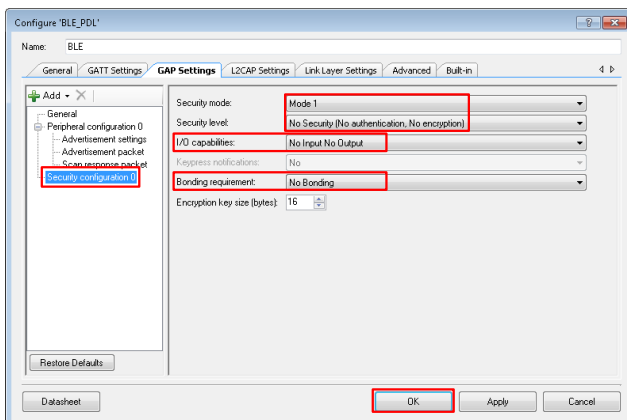 Configure 'BLE_PDL'
Name: BLE
General GATT Settings GAP Settings L2CAP Settings Link Layer Settings Advanced Built-in
Add
General
Peripheral configuration 0
Advertisement settings
Advertisement packet
Scan response packet
Security configuration 0
Security mode: Mode 1
Security level: No Security (No authentication, No encryption)
I/O capabilities: No Input No Output
Keypress notifications: No
Bonding requirement: No Bonding
Encryption key size (bytes): 16
Restore Defaults
Datasheet OK Apply Cancel